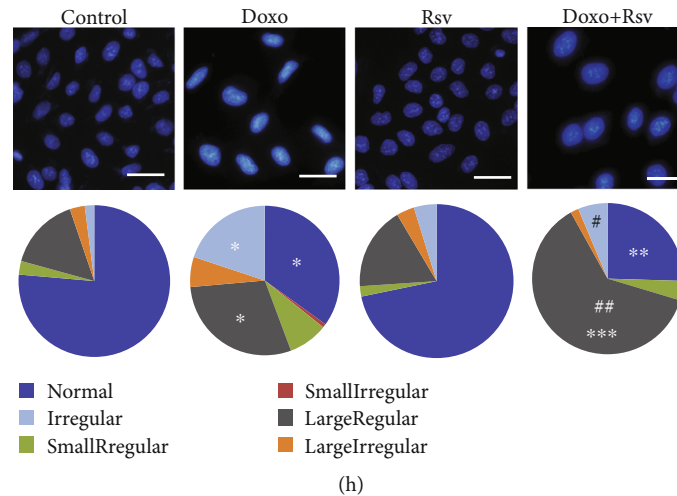 Control Doxo Rsv Doxo+Rsv
* * *
# ** ## ***
Normal SmallIrregular
Irregular LargeRegular
SmallRregular LargeIrregular
(h)